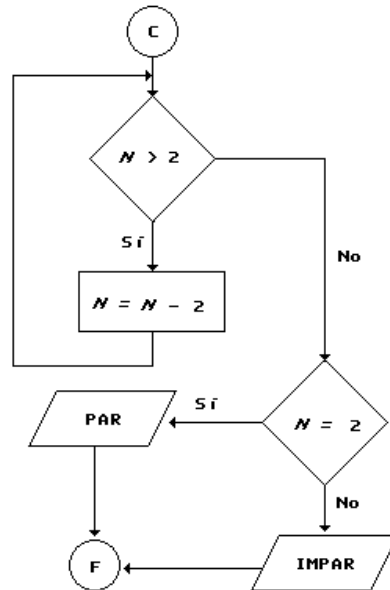 C
N > 2
Sí
No
N = N - 2
PAR
Sí
N = 2
No
F
IMPAR